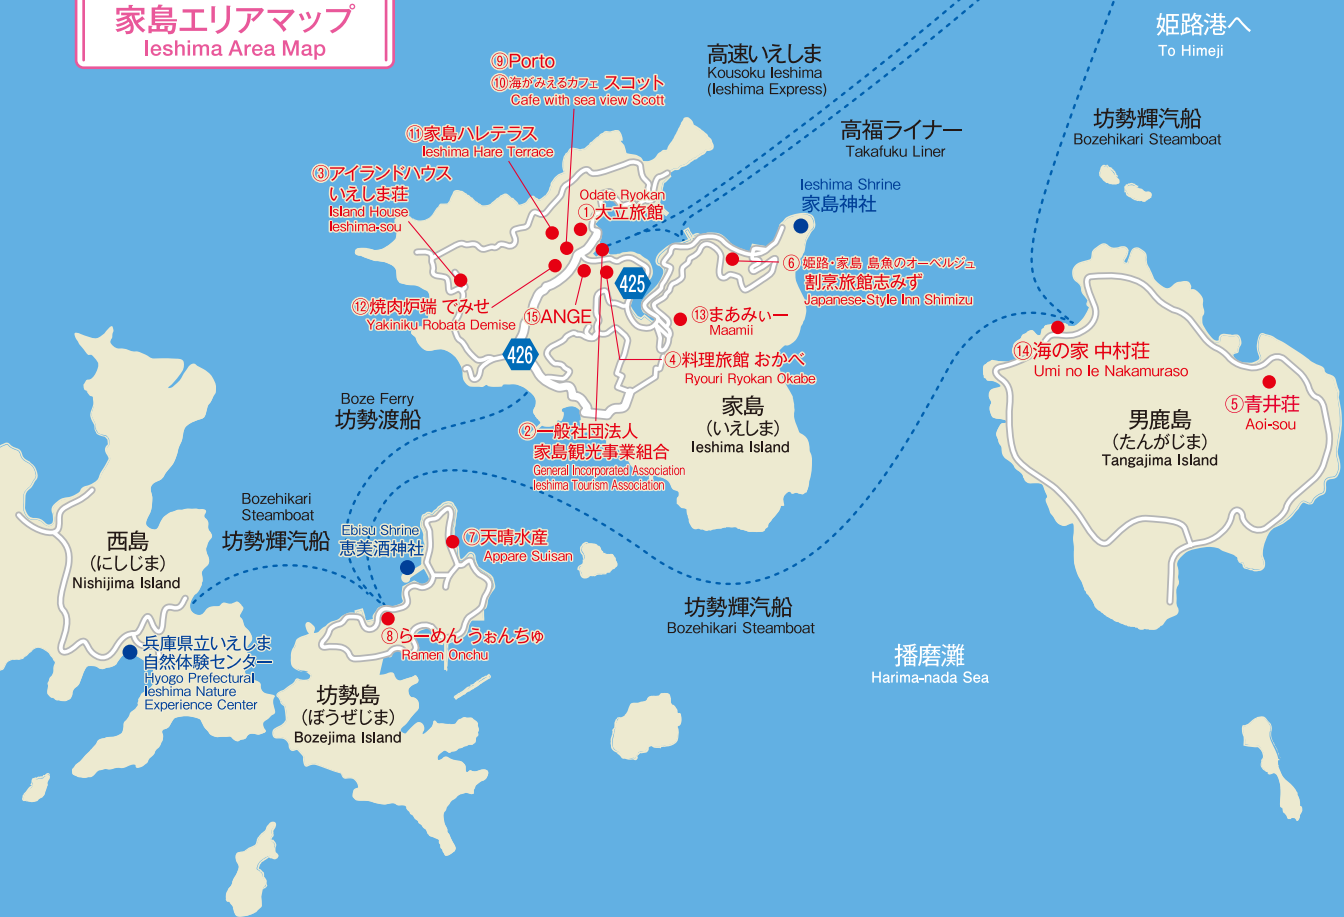 家島エリアマップ
Ieshima Area Map
姫路港へ
To Himeji
高速いえしま
Kousoku Ieshima
(Ieshima Express)
高福ライナー
Takafuku Liner
坊勢輝汽船
Bozehikari Steamboat
⑨Porto
⑩海がみえるカフェ スコット
Cafe with sea view Scott
⑪家島ハレテラス
Ieshima Hare Terrace
③アイランドハウス
いえしま荘
Island House
Ieshima-sou
Odate Ryokan
①大立旅館
Ieshima Shrine
家島神社
⑥姫路・家島 島魚のオーベルジュ
割烹旅館志みず
Japanese-Style Inn Shimizu
425
⑫焼肉炉端 でみせ
Yakiniku Robata Demise
⑮ANGE
⑬まあみぃー
Maamii
426
④料理旅館 おかべ
Ryouri Ryokan Okabe
⑭海の家 中村荘
Umi no Ie Nakamuraso
⑤青井荘
Aoi-sou
男鹿島
(たんがじま)
Tangajima Island
家島
(いえしま)
Ieshima Island
②一般社団法人
家島観光事業組合
General Incorporated Association
Ieshima Tourism Association
Boze Ferry
坊勢渡船
Bozehikari
Steamboat
坊勢輝汽船
Ebisu Shrine
恵美酒神社
⑦天晴水産
Appare Suisan
西島
(にしじま)
Nishijima Island
⑧らーめん うぉんちゅ
Ramen Onchu
坊勢輝汽船
Bozehikari Steamboat
兵庫県立いえしま
自然体験センター
Hyogo Prefectural
Ieshima Nature
Experience Center
坊勢島
(ぼうぜじま)
Bozejima Island
播磨灘
Harima-nada Sea